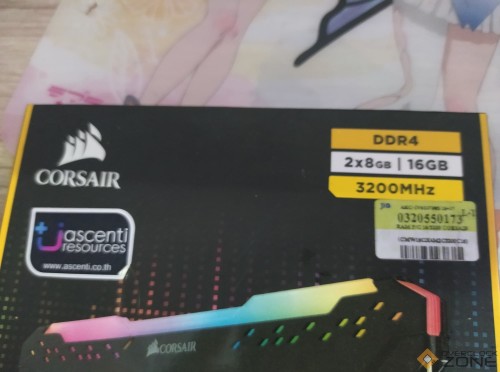 CORSAIR
DDR4
2x8GB | 16GB
3200MHz
0320550173
ascenti
resources
www.ascenti.co.th
CORSAIR
ZONE